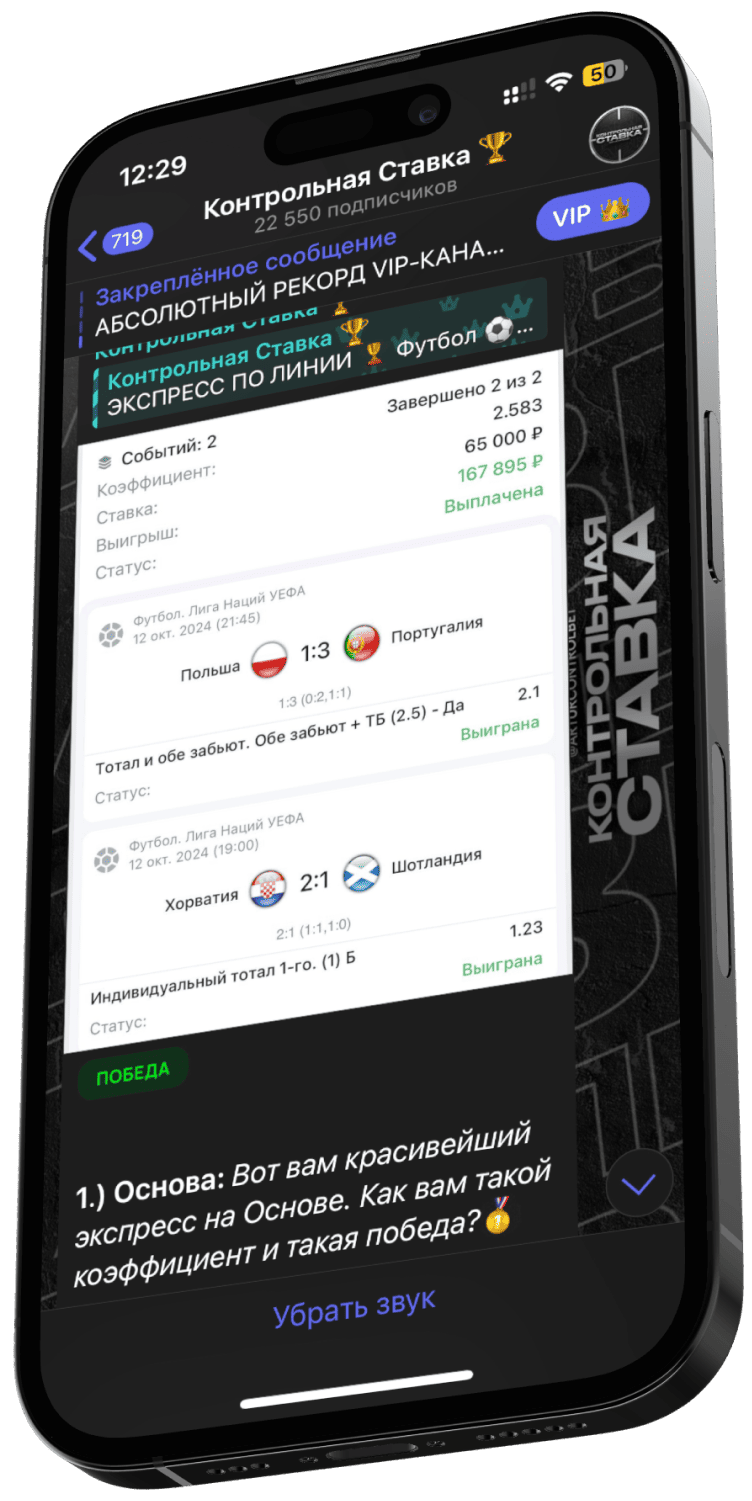 12:29
50
Контрольная Ставка 🏆
22 550 подписчиков
719
КОНТРОЛЬНАЯ
СТАВКА
VIP 👑
Закреплённое сообщение
АБСОЛЮТНЫЙ РЕКОРД VIP-КАНА...
Контрольная Ставка 🏆
Контрольная Ставка 🏆
ЭКСПРЕСС ПО ЛИНИИ 🏆 Футбол ⚽...
Событий: 2
Завершено 2 из 2
Коэффициент:
2.583
Ставка:
65 000 ₽
Выигрыш:
167 895 ₽
Статус:
Выплачена
Футбол. Лига Наций УЕФА
12 окт. 2024 (21:45)
Польша 1:3 Португалия
1:3 (0:2,1:1)
Тотал и обе забьют. Обе забьют + ТБ (2.5) - Да
2.1
Статус:
Выиграна
Футбол. Лига Наций УЕФА
12 окт. 2024 (19:00)
Хорватия 2:1 Шотландия
2:1 (1:1,1:0)
Индивидуальный тотал 1-го. (1) Б
1.23
Статус:
Выиграна
@ARTURCONTROLBET
КОНТРОЛЬНАЯ
СТАВКА
ПОБЕДА
1.) Основа: Вот вам красивейший
экспресс на Основе. Как вам такой
коэффициент и такая победа?🏅
Убрать звук